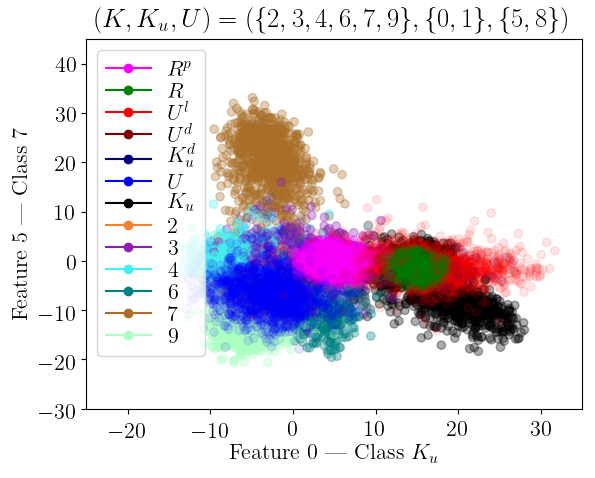 (K, K_u, U) = ({2, 3, 4, 6, 7, 9}, {0, 1}, {5, 8})
40
30
20
10
0
−10
−20
−30
Feature 5 — Class 7
R^p
R
U^l
U^d
K_u^d
U
K_u
2
3
4
6
7
9
−20 −10 0 10 20 30
Feature 0 — Class K_u